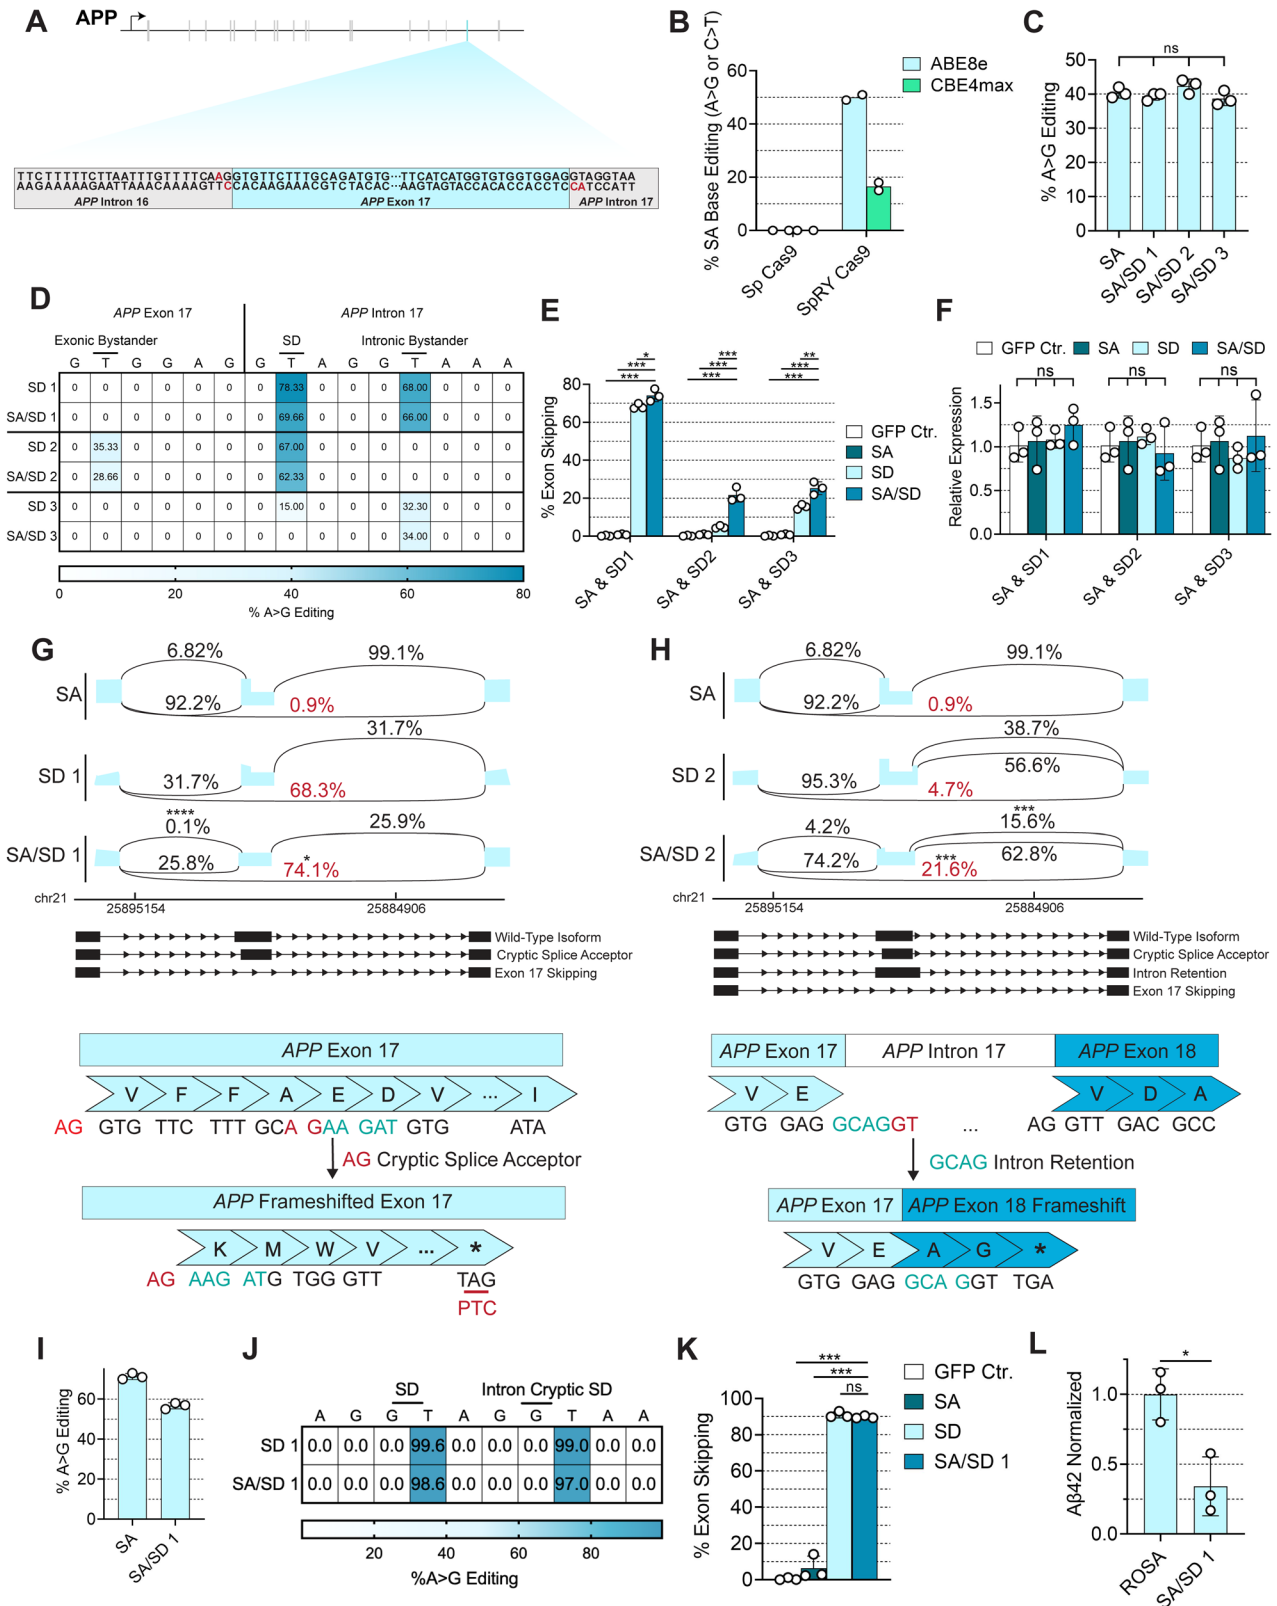 A
APP
TTCTTTTTCTTAATTTGTTTTCAAGGTGTTCTTTGCAGATGTG···TTCATCATGGTGTGGTGGAGGTAGGTAA
AAGAAAAAGAATTAAACAAAAGTTCCACAAGAAACGTCTACAC···AAGTAGTACCACACCACCTCCATCCATT
APP Intron 16
APP Exon 17
APP Intron 17
B
% SA Base Editing (A>G or C>T)
60
40
20
0
Sp Cas9
SpRY Cas9
ABE8e
CBE4max
C
% A>G Editing
50
40
30
20
10
0
ns
SA
SA/SD 1
SA/SD 2
SA/SD 3
D
APP Exon 17
APP Intron 17
Exonic Bystander
SD
Intronic Bystander
G T G G A G G T A G G T A A A
SD 1 0 0 0 0 0 0 0 78.33 0 0 0 68.00 0 0 0
SA/SD 1 0 0 0 0 0 0 0 69.66 0 0 0 66.00 0 0 0
SD 2 0 35.33 0 0 0 0 0 67.00 0 0 0 0 0 0 0
SA/SD 2 0 28.66 0 0 0 0 0 62.33 0 0 0 0 0 0 0
SD 3 0 0 0 0 0 0 0 15.00 0 0 0 32.30 0 0 0
SA/SD 3 0 0 0 0 0 0 0 0 0 0 0 34.00 0 0 0
0 20 40 60 80
% A>G Editing
E
% Exon Skipping
80
60
40
20
0
*
***
***
***
***
***
**
***
***
SA & SD1
SA & SD2
SA & SD3
GFP Ctr.
SA
SD
SA/SD
F
GFP Ctr. SA SD SA/SD
Relative Expression
1.5
1.0
0.5
0.0
ns
ns
ns
SA & SD1
SA & SD2
SA & SD3
G
SA
6.82%
99.1%
92.2%
0.9%
SD 1
31.7%
31.7%
68.3%
SA/SD 1
****
0.1%
25.9%
25.8%
*
74.1%
chr21
25895154
25884906
Wild-Type Isoform
Cryptic Splice Acceptor
Exon 17 Skipping
APP Exon 17
V F F A E D V ... I
AG GTG TTC TTT GCA GAA GAT GTG ATA
AG Cryptic Splice Acceptor
APP Frameshifted Exon 17
K M W V ... *
AG AAG ATG TGG GTT TAG
PTC
H
SA
6.82%
99.1%
92.2%
0.9%
SD 2
38.7%
56.6%
95.3%
4.7%
SA/SD 2
4.2%
***
15.6%
74.2%
62.8%
***
21.6%
chr21
25895154
25884906
Wild-Type Isoform
Cryptic Splice Acceptor
Intron Retention
Exon 17 Skipping
APP Exon 17
APP Intron 17
APP Exon 18
V E V D A
GTG GAG GCAGGT ... AG GTT GAC GCC
GCAG Intron Retention
APP Exon 17
APP Exon 18 Frameshift
V E A G *
GTG GAG GCA GGT TGA
I
% A>G Editing
60
40
20
0
SA
SA/SD 1
J
SD
Intron Cryptic SD
A G G T A G G T A A
SD 1 0.0 0.0 0.0 99.6 0.0 0.0 0.0 99.0 0.0 0.0
SA/SD 1 0.0 0.0 0.0 98.6 0.0 0.0 0.0 97.0 0.0 0.0
20 40 60 80
%A>G Editing
K
% Exon Skipping
100
80
60
40
20
0
***
***
ns
GFP Ctr.
SA
SD
SA/SD 1
L
Aβ42 Normalized
1.0
0.5
0.0
*
ROSA
SA/SD 1